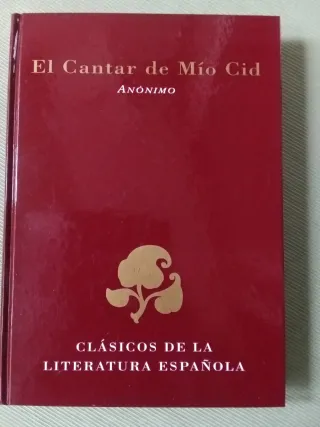 El Cantar de Mío Cid
Anónimo
CLÁSICOS DE LA
LITERATURA ESPAÑOLA